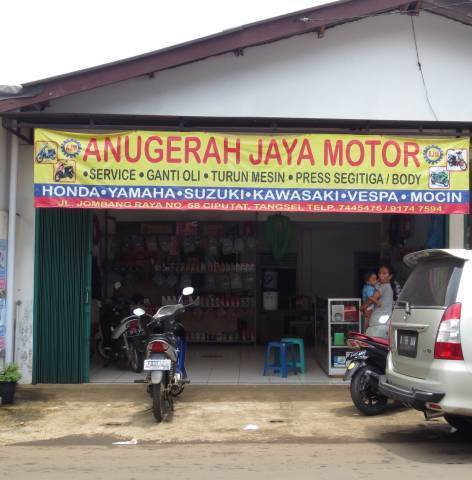 ANUGERAH JAYA MOTOR
•SERVICE •GANTI OLI •TURUN MESIN •PRESS SEGITIGA / BODY
HONDA•YAMAHA•SUZUKI•KAWASAKI•VESPA•MOCIN
JL. JOMBANG RAYA NO. 58 CIPUTAT, TANGSEL TELP. 7445476 / 9174 7594